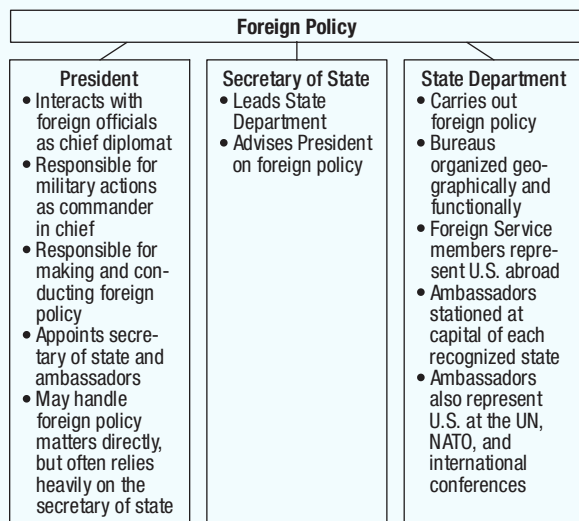 Foreign Policy
President
• Interacts with
foreign officials
as chief diplomat
• Responsible for
military actions
as commander
in chief
• Responsible for
making and con-
ducting foreign
policy
• Appoints secre-
tary of state and
ambassadors
• May handle
foreign policy
matters directly,
but often relies
heavily on the
secretary of state
Secretary of State
• Leads State
Department
• Advises President
on foreign policy
State Department
• Carries out
foreign policy
• Bureaus
organized geo-
graphically and
functionally
• Foreign Service
members repre-
sent U.S. abroad
• Ambassadors
stationed at
capital of each
recognized state
• Ambassadors
also represent
U.S. at the UN,
NATO, and
international
conferences